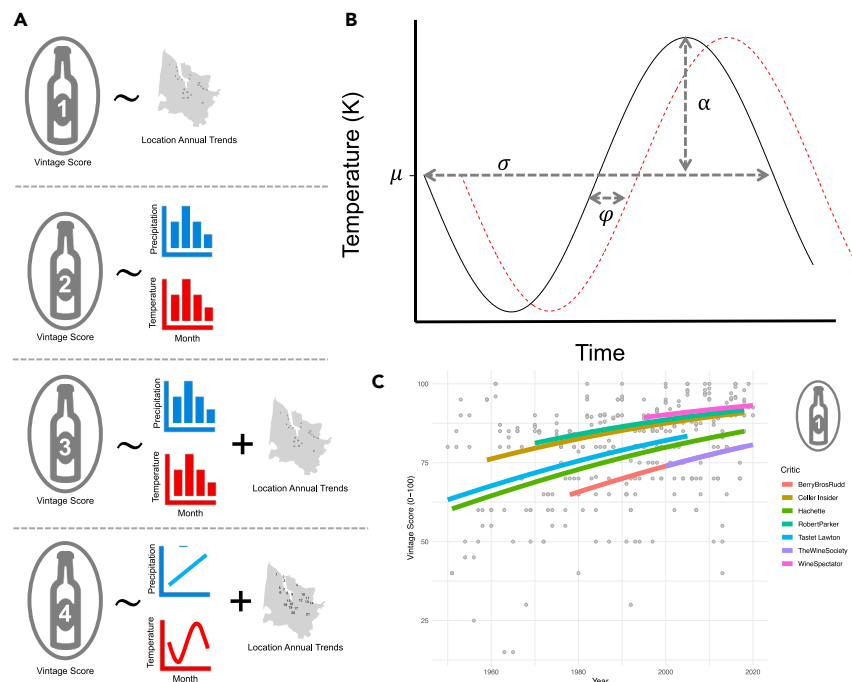 A
1
~
Vintage Score
Location Annual Trends
2
~
Precipitation
Temperature
Vintage Score
Month
3
~
Precipitation
Temperature
+
Vintage Score
Month
Location Annual Trends
4
~
Precipitation
Temperature
+
Vintage Score
Month
Location Annual Trends
B
Temperature (K)
μ
σ
α
φ
Time
C
Vintage Score (0−100)
100
75
50
25
1960
1980
2000
2020
Year
1
Critic
BerryBrosRudd
Celler Insider
Hachette
RobertParker
Tastet Lawton
TheWineSociety
WineSpectator